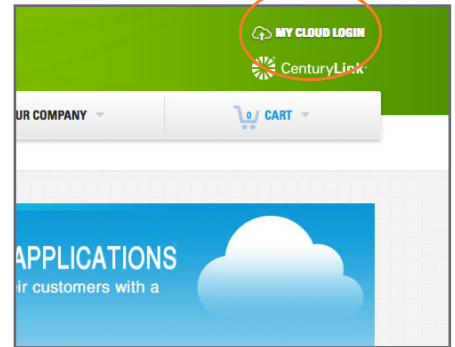 MY CLOUD LOGIN
CenturyLink
UR COMPANY
0 CART
APPLICATIONS
ir customers with a